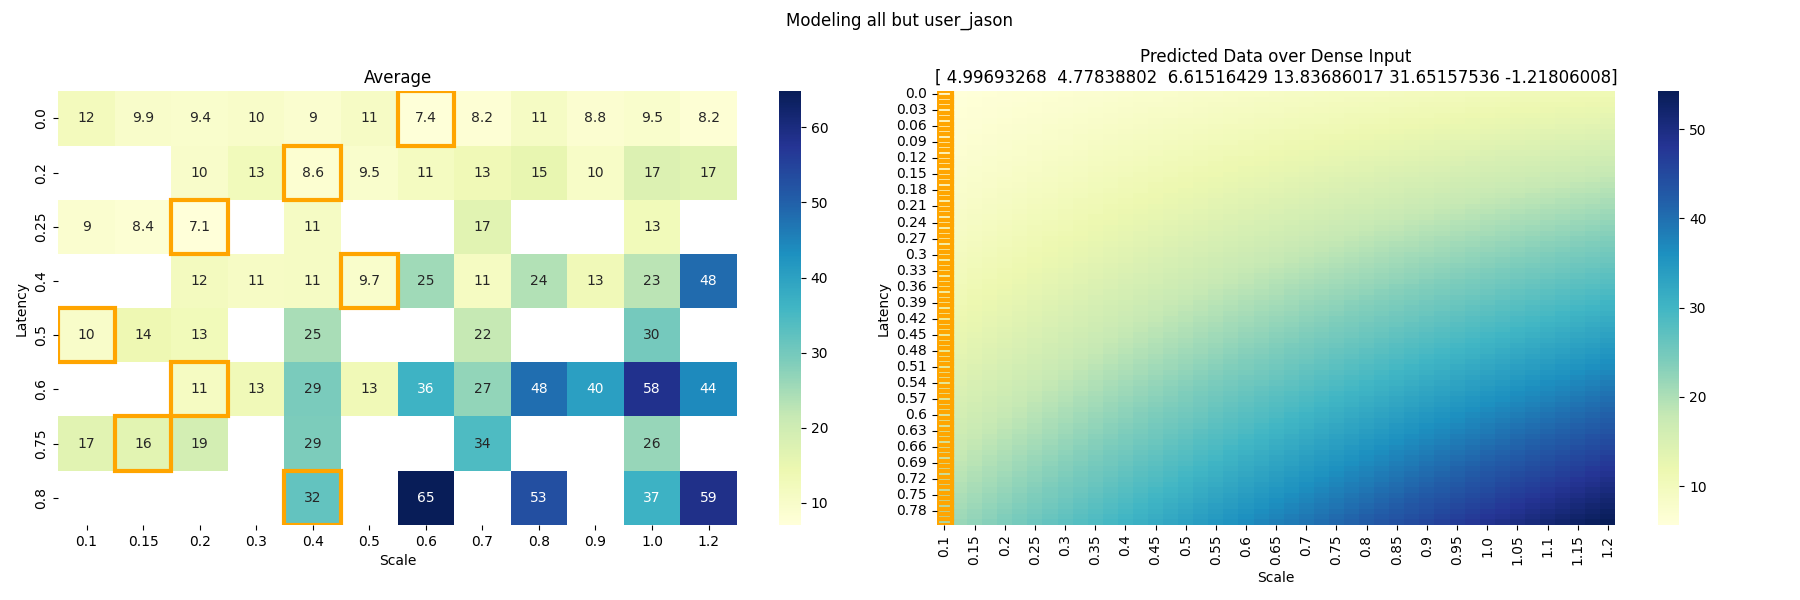 Modeling all but user_jason
Average
Latency
0.0 12 9.9 9.4 10 9 11 7.4 8.2 11 8.8 9.5 8.2
0.2 10 13 8.6 9.5 11 13 15 10 17 17
0.25 9 8.4 7.1 11 17 13
0.4 12 11 11 9.7 25 11 24 13 23 48
0.5 10 14 13 25 22 30
0.6 11 13 29 13 36 27 48 40 58 44
0.75 17 16 19 29 34 26
0.8 32 65 53 37 59
0.1 0.15 0.2 0.3 0.4 0.5 0.6 0.7 0.8 0.9 1.0 1.2
Scale
60
50
40
30
20
10
Predicted Data over Dense Input
[ 4.99693268 4.77838802 6.61516429 13.83686017 31.65157536 -1.21806008]
Latency
0.0
0.03
0.06
0.09
0.12
0.15
0.18
0.21
0.24
0.27
0.3
0.33
0.36
0.39
0.42
0.45
0.48
0.51
0.54
0.57
0.6
0.63
0.66
0.69
0.72
0.75
0.78
0.1 0.15 0.2 0.25 0.3 0.35 0.4 0.45 0.5 0.55 0.6 0.65 0.7 0.75 0.8 0.85 0.9 0.95 1.0 1.05 1.1 1.15 1.2
Scale
50
40
30
20
10